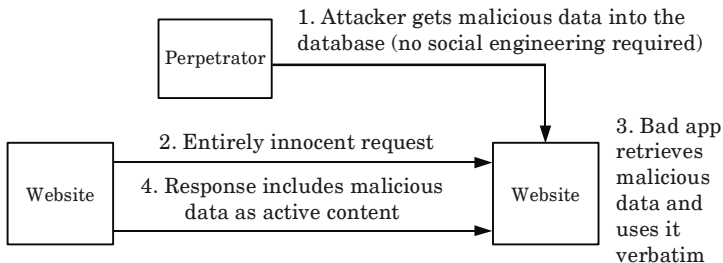 1. Attacker gets malicious data into the
database (no social engineering required)
Perpetrator
2. Entirely innocent request
Website
4. Response includes malicious
data as active content
Website
3. Bad app
retrieves
malicious
data and
uses it
verbatim